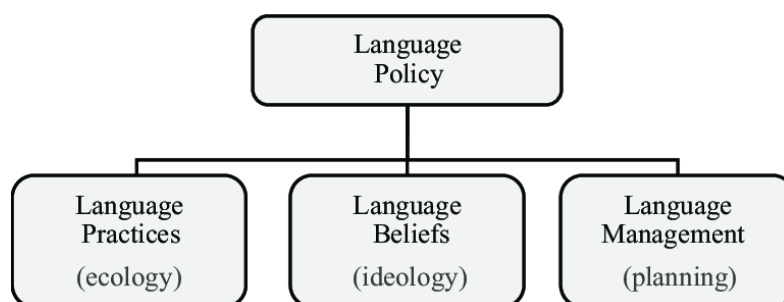 Language
Policy
Language
Practices
(ecology)
Language
Beliefs
(ideology)
Language
Management
(planning)